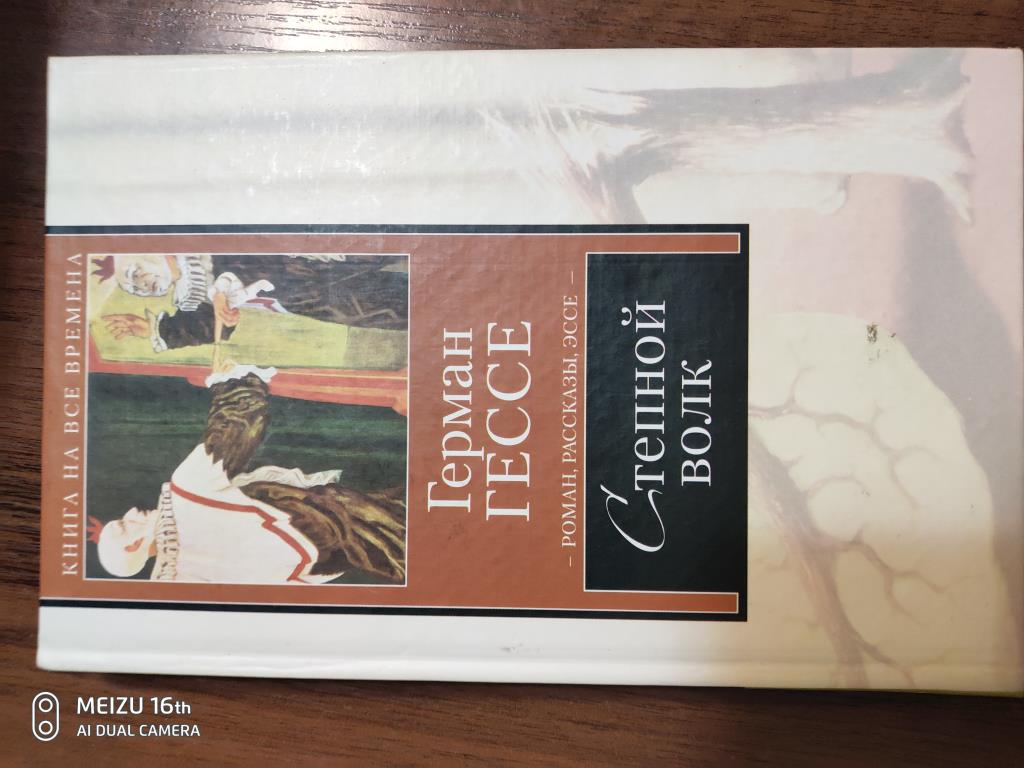 КНИГА НА ВСЕ ВРЕМЕНА
Герман
ГЕССЕ
– РОМАН, РАССКАЗЫ, ЭССЕ –
Степной
ВОЛК
MEIZU 16th
AI DUAL CAMERA